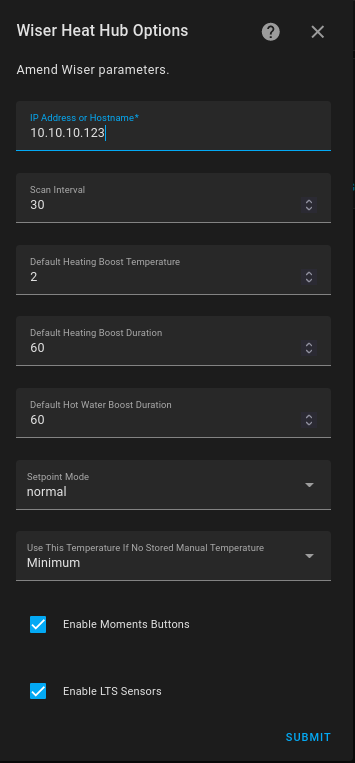 Wiser Heat Hub Options
Amend Wiser parameters.
IP Address or Hostname*
10.10.10.123
Scan Interval
30
Default Heating Boost Temperature
2
Default Heating Boost Duration
60
Default Hot Water Boost Duration
60
Setpoint Mode
normal
Use This Temperature If No Stored Manual Temperature
Minimum
Enable Moments Buttons
Enable LTS Sensors
SUBMIT